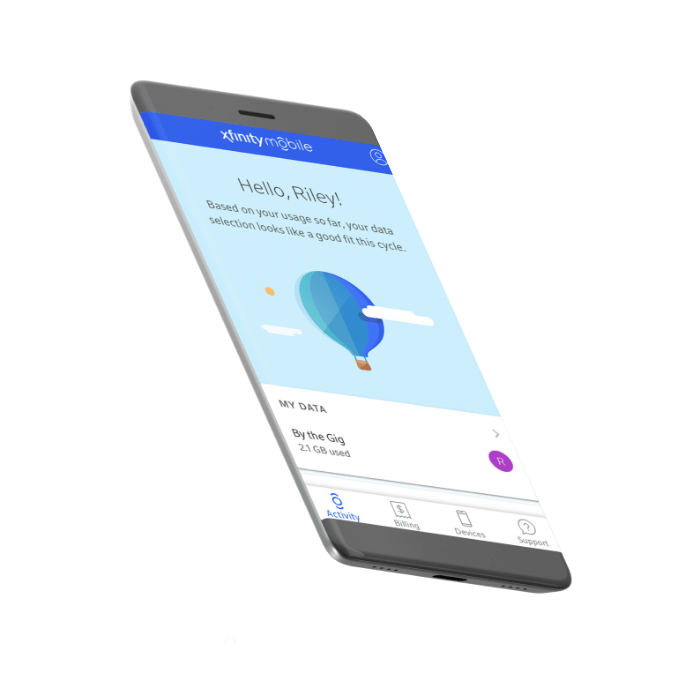 xfinity mobile
Hello, Riley!
Based on your usage so far, your data
selection looks like a good fit this cycle.
MY DATA
By the Gig
2.1 GB used
R
$
?
Activity
Billing
Devices
Support